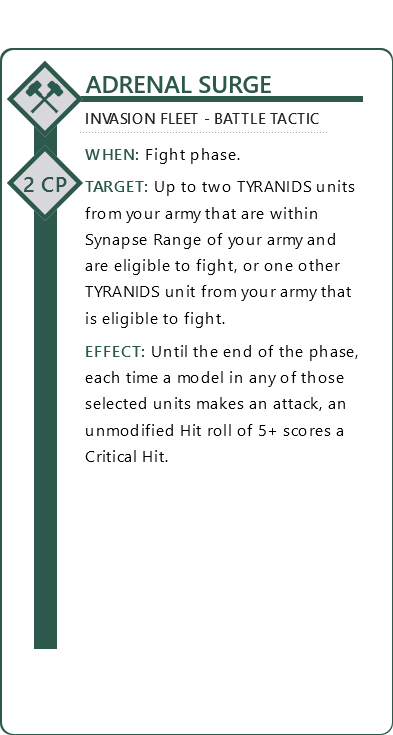 ADRENAL SURGE
INVASION FLEET - BATTLE TACTIC
WHEN: Fight phase.
2 CP
TARGET: Up to two TYRANIDS units
from your army that are within
Synapse Range of your army and
are eligible to fight, or one other
TYRANIDS unit from your army that
is eligible to fight.
EFFECT: Until the end of the phase,
each time a model in any of those
selected units makes an attack, an
unmodified Hit roll of 5+ scores a
Critical Hit.